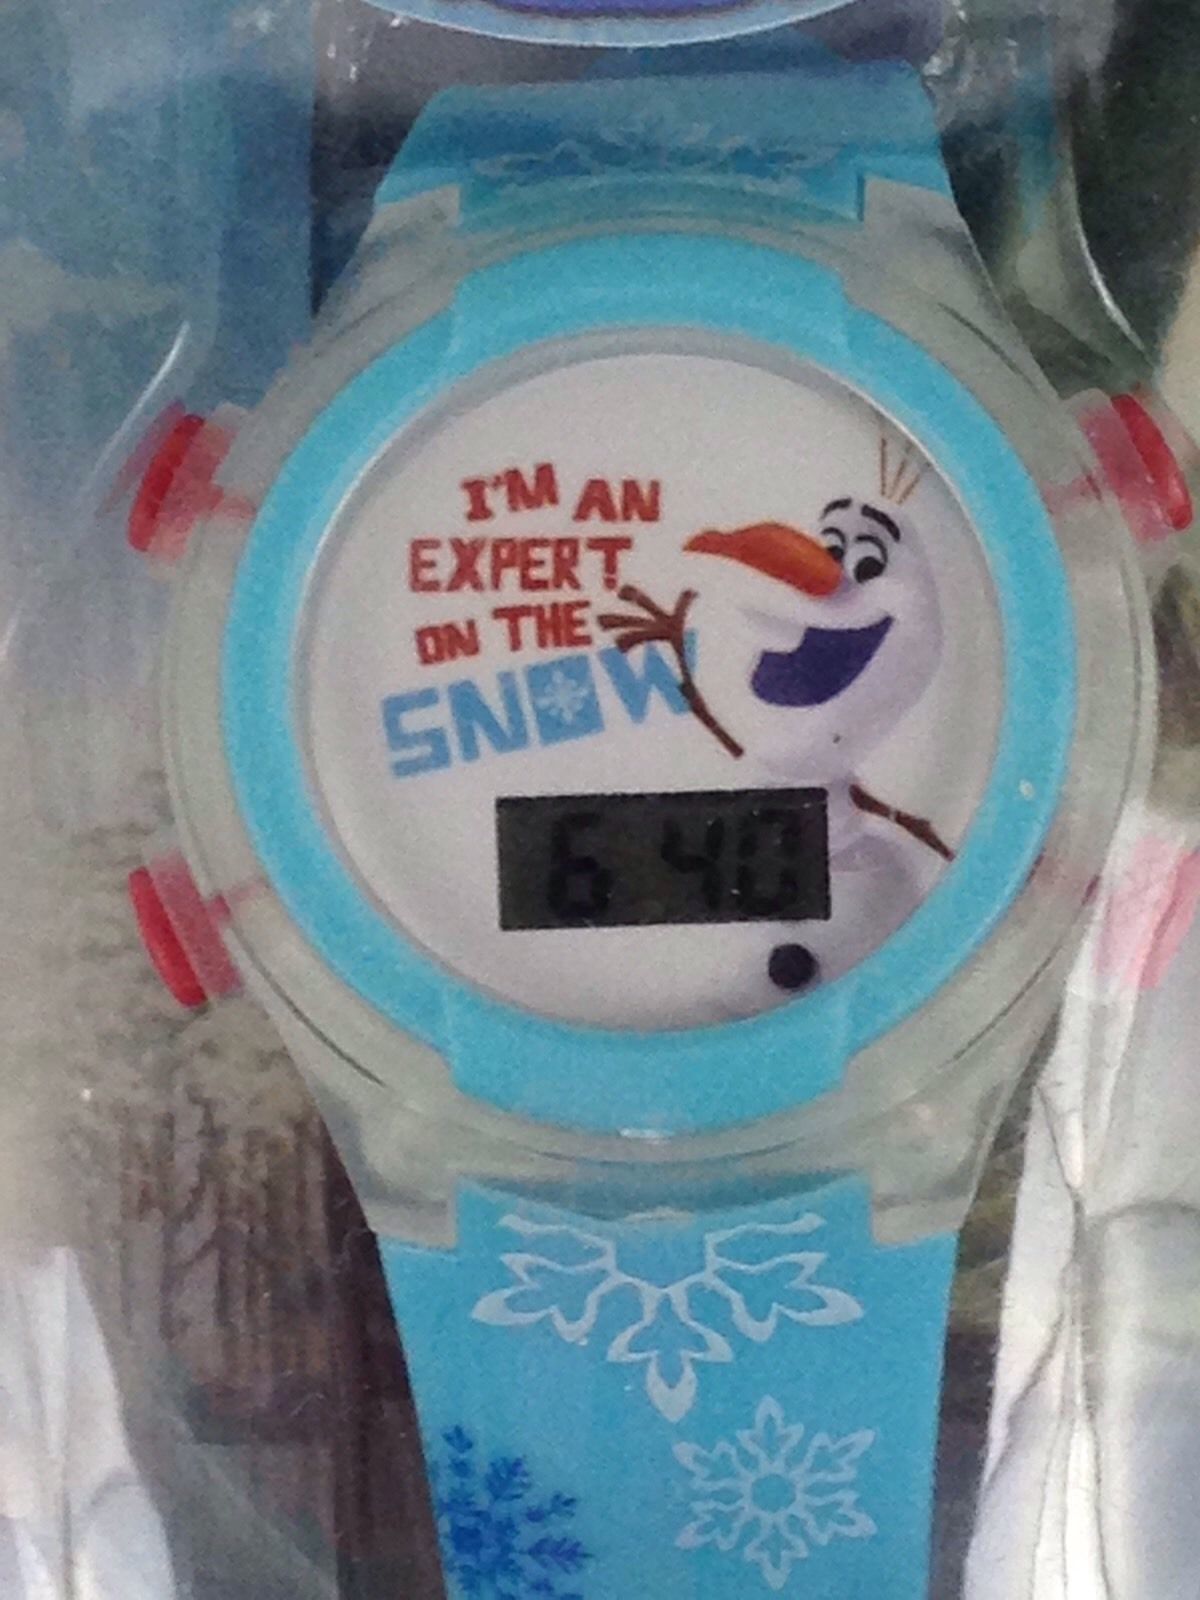 I'M AN
EXPERT
ON THE
SNOW
6 40